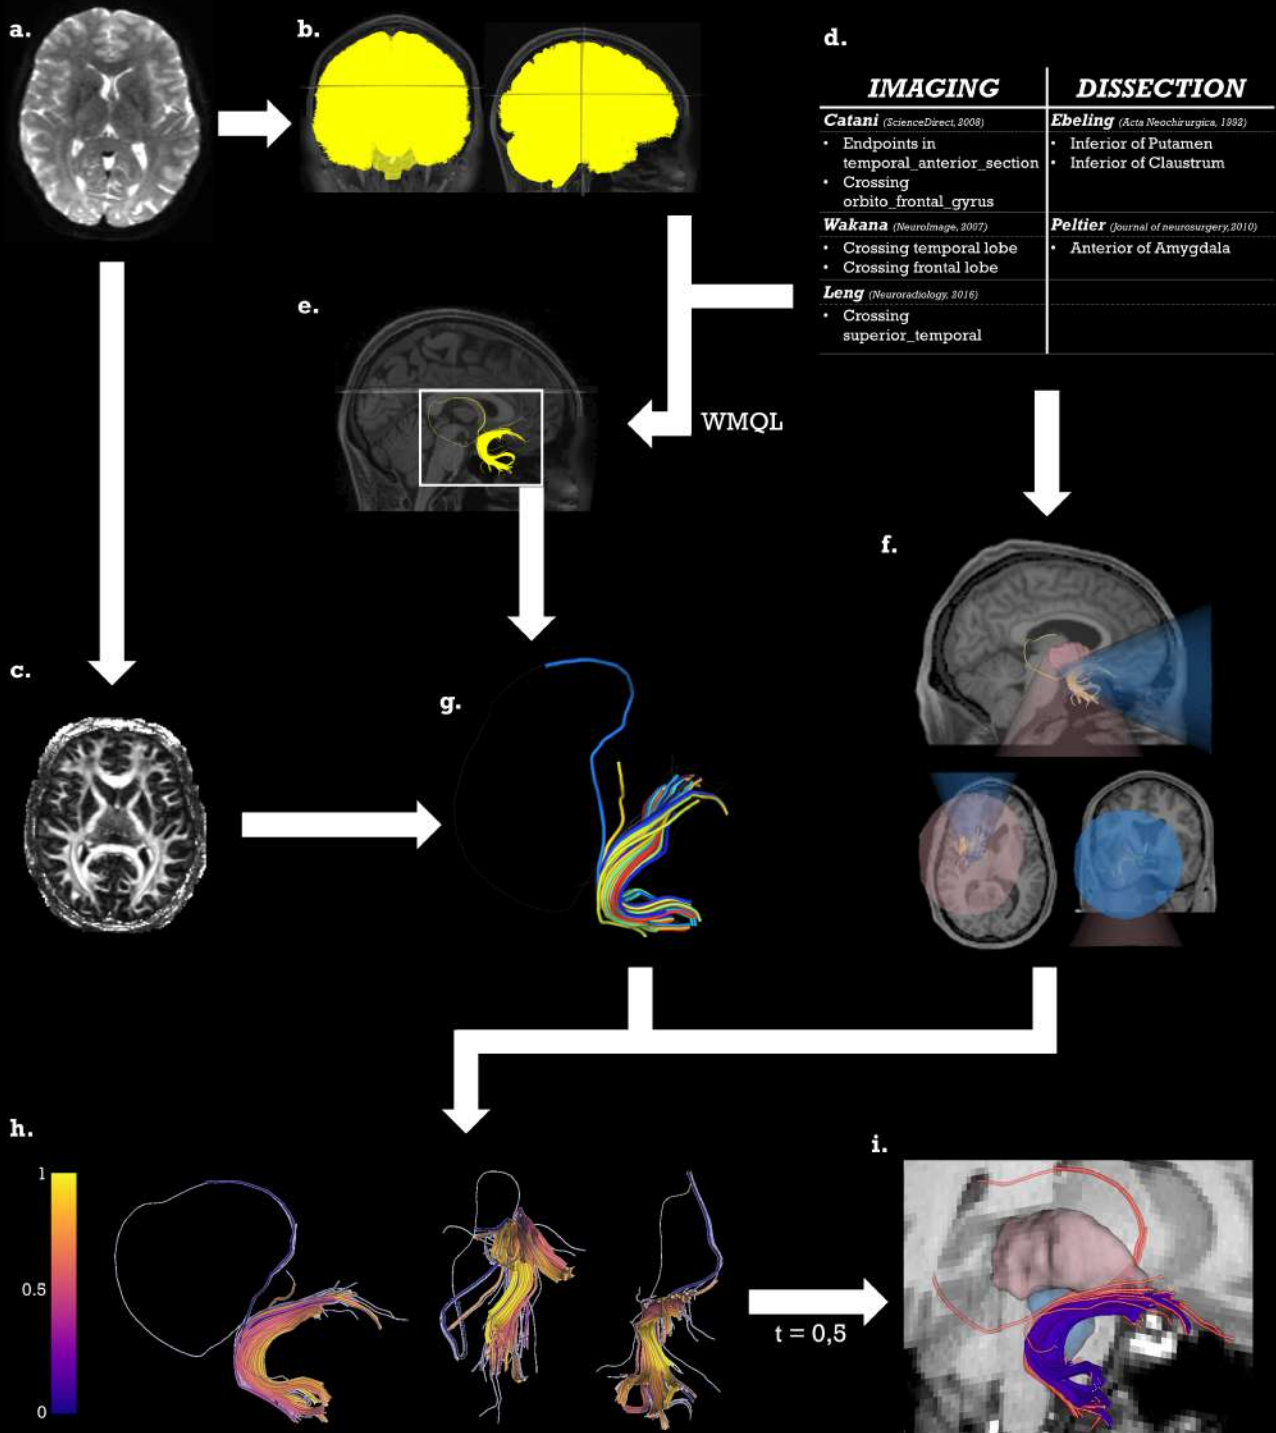 a.
b.
d.
IMAGING
DISSECTION
Catani (ScienceDirect, 2008)
Ebeling (Acta Neochirurgica, 1992)
• Endpoints in
temporal_anterior_section
• Crossing
orbito_frontal_gyrus
• Inferior of Putamen
• Inferior of Claustrum
Wakana (NeuroImage, 2007)
Peltier (Journal of neurosurgery, 2010)
• Crossing temporal lobe
• Crossing frontal lobe
• Anterior of Amygdala
Leng (Neuroradiology, 2016)
• Crossing
superior_temporal
e.
WMQL
f.
c.
g.
h.
1
0.5
0
t = 0,5
i.